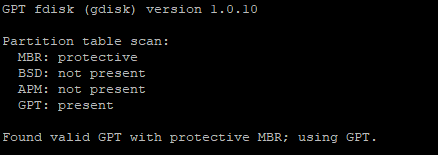 GPT fdisk (gdisk) version 1.0.10
Partition table scan:
  MBR: protective
  BSD: not present
  APM: not present
  GPT: present
Found valid GPT with protective MBR; using GPT.